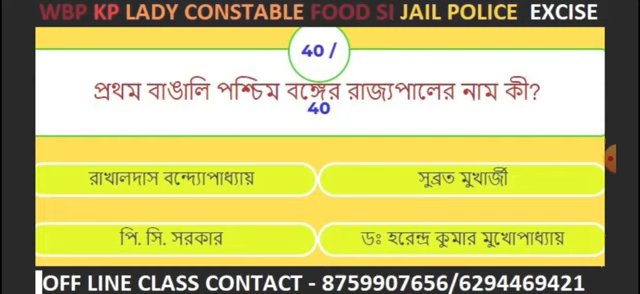 WBP KP LADY CONSTABLE FOOD SI JAIL POLICE EXCISE
40 /
প্রথম বাঙালি পশ্চিম বঙ্গের রাজ্যপালের নাম কী?
40
রাখালদাস বন্দ্যোপাধ্যায় সুব্রত মুখার্জী
পি. সি. সরকার ডঃ হরেন্দ্র কুমার মুখোপাধ্যায়
OFF LINE CLASS CONTACT - 8759907656/6294469421